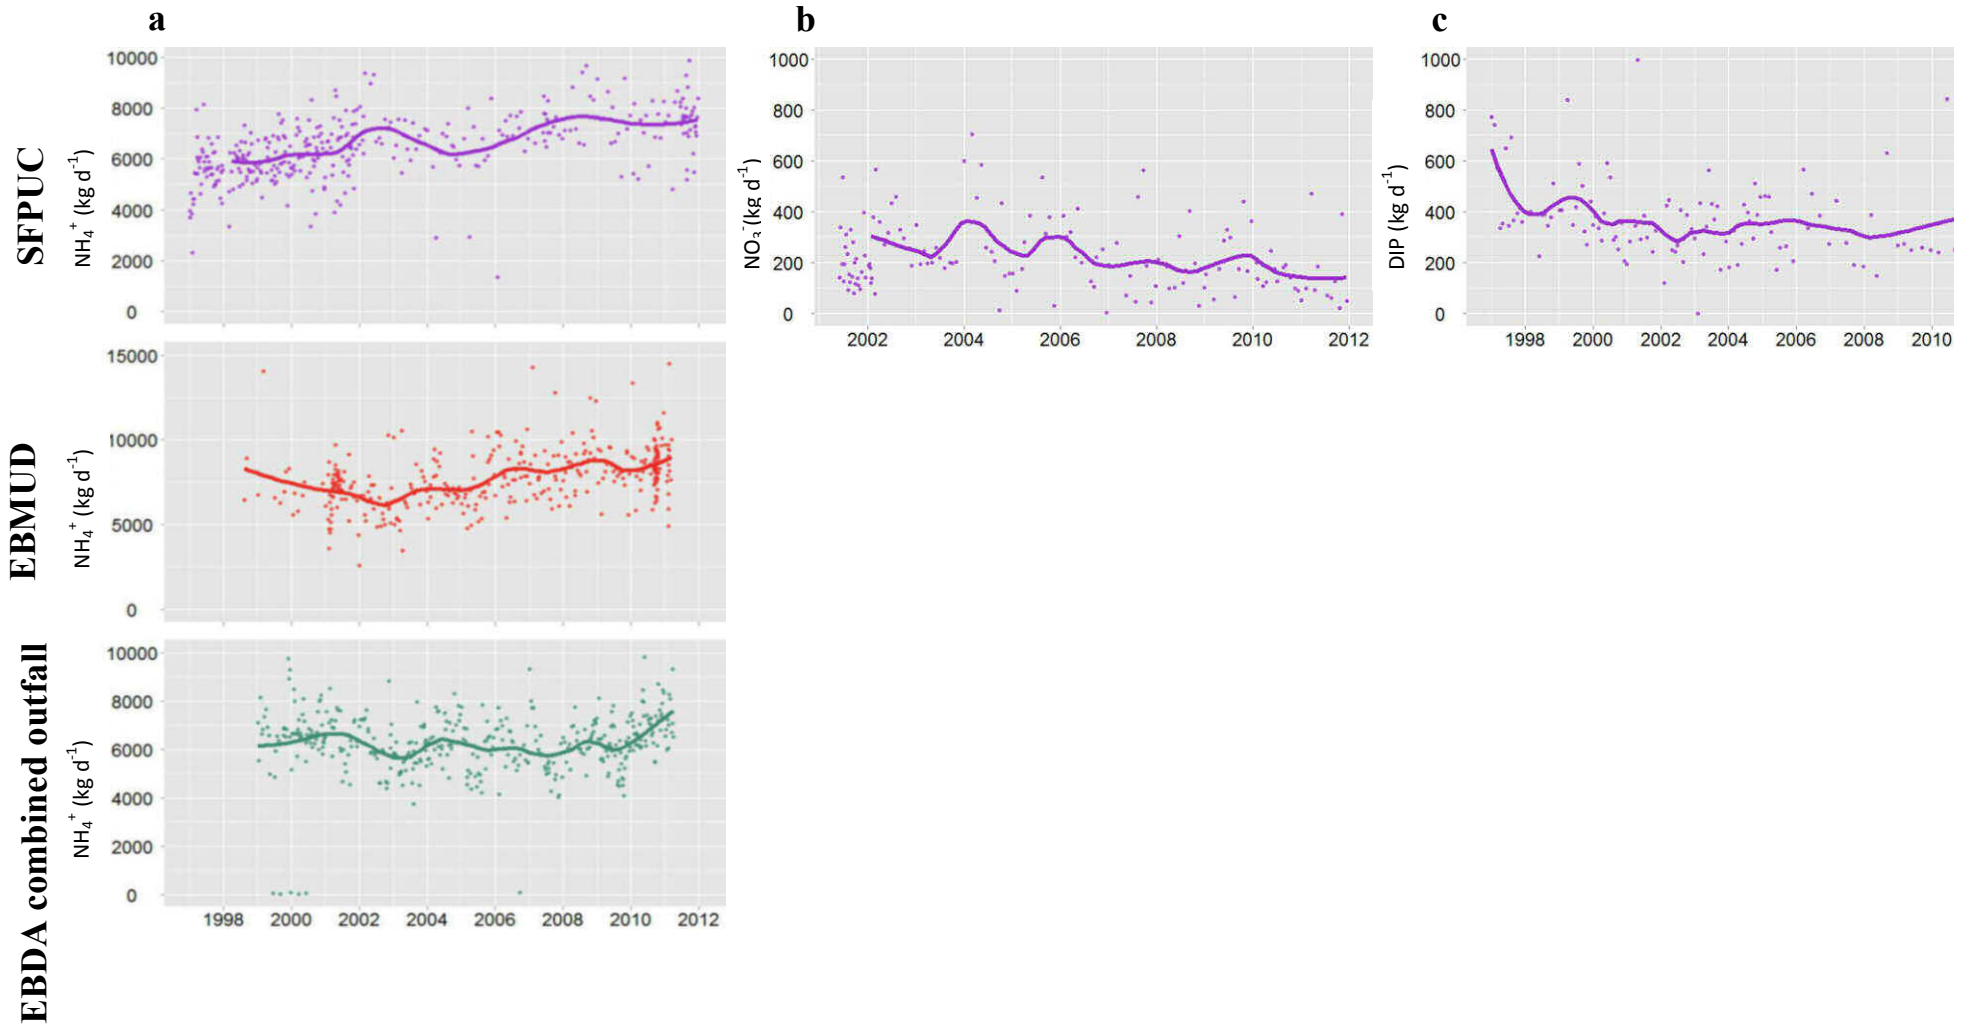 a
b
c
SFPUC
NH₄⁺ (kg d⁻¹)
10000
8000
6000
4000
2000
0
NO₃⁻(kg d⁻¹)
1000
800
600
400
200
0
2002 2004 2006 2008 2010 2012
DIP (kg d⁻¹)
1000
800
600
400
200
0
1998 2000 2002 2004 2006 2008 2010
EBMUD
NH₄⁺ (kg d⁻¹)
15000
10000
5000
0
EBDA combined outfall
NH₄⁺ (kg d⁻¹)
10000
8000
6000
4000
2000
0
1998 2000 2002 2004 2006 2008 2010 2012